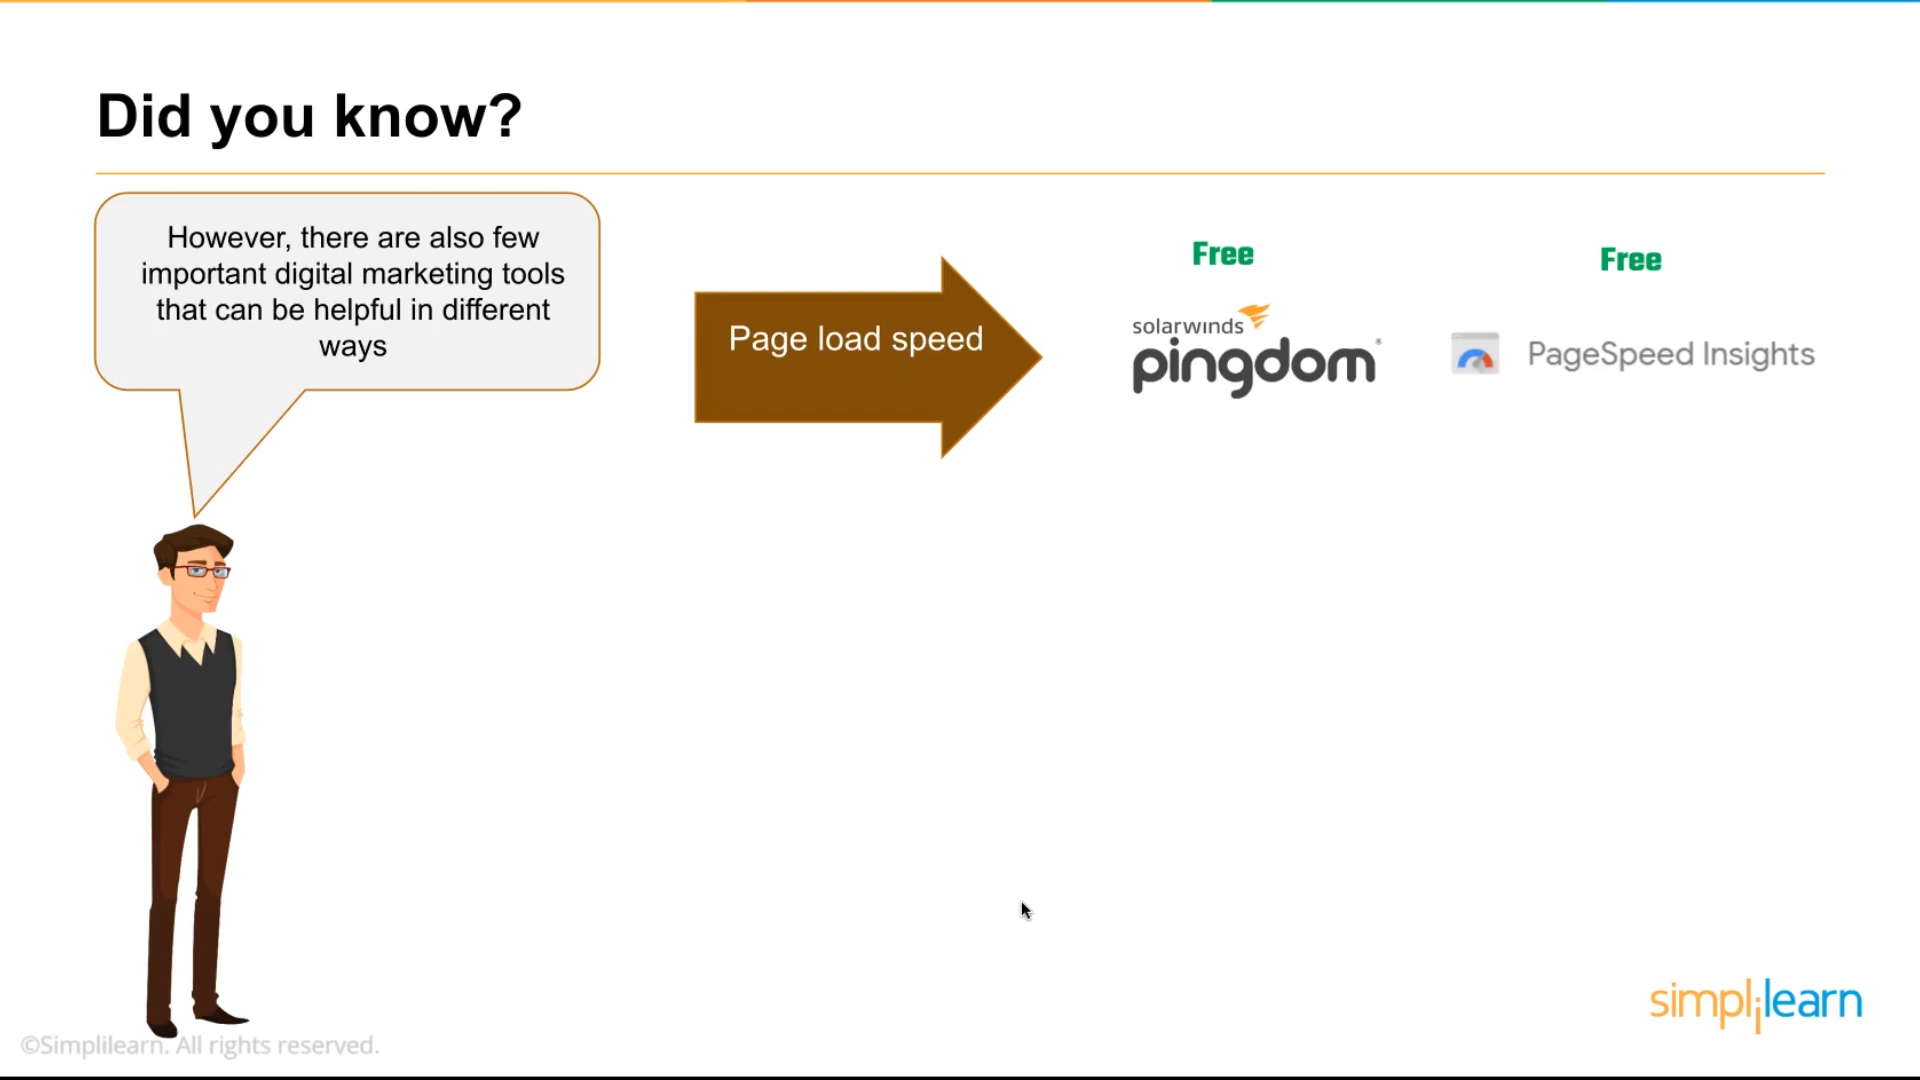 Did you know?
However, there are also few
important digital marketing tools
that can be helpful in different
ways
Page load speed
Free
solarwinds
pingdom®
Free
PageSpeed Insights
simplilearn
©Simplilearn. All rights reserved.